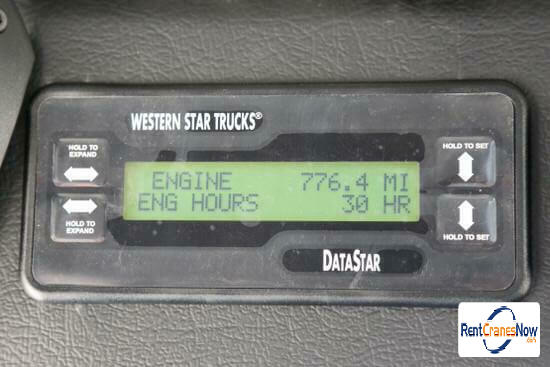 WESTERN STAR TRUCKS®
HOLD TO
EXPAND
HOLD TO SET
ENGINE 776.4 MI
ENG HOURS 30 HR
HOLD TO
EXPAND
HOLD TO SET
DATASTAR
RentCranesNow
.com